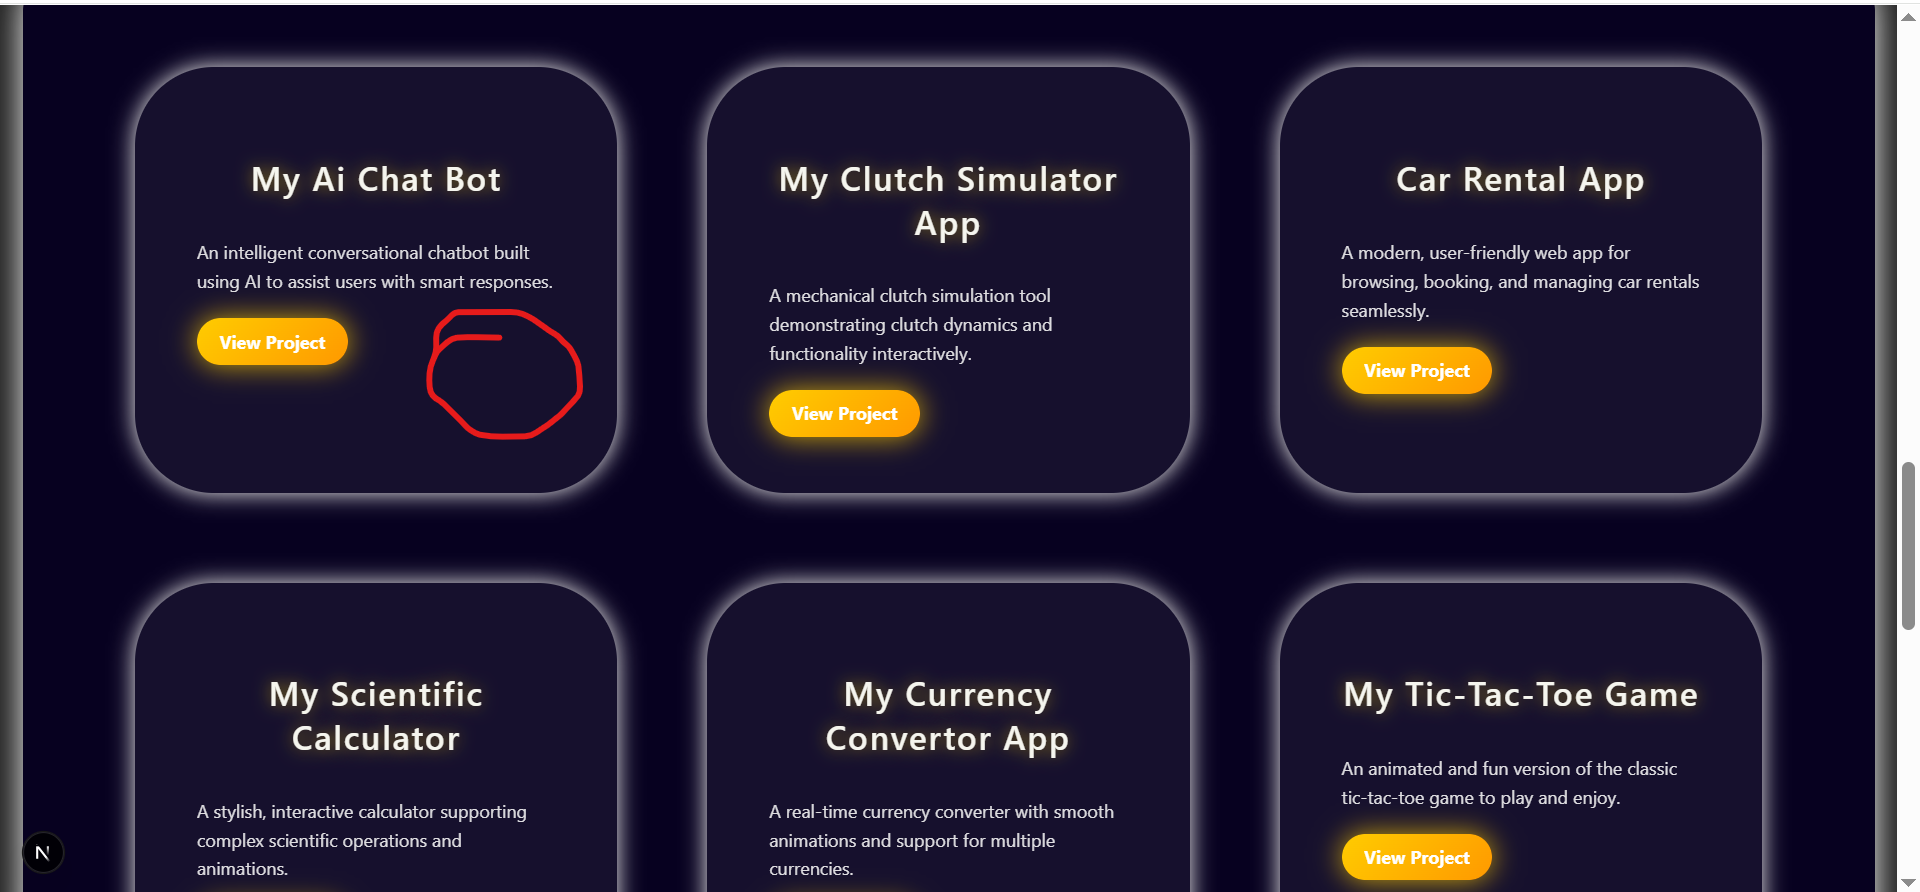 My Ai Chat Bot
An intelligent conversational chatbot built
using AI to assist users with smart responses.
View Project
My Clutch Simulator
App
A mechanical clutch simulation tool
demonstrating clutch dynamics and
functionality interactively.
View Project
Car Rental App
A modern, user-friendly web app for
browsing, booking, and managing car rentals
seamlessly.
View Project
My Scientific
Calculator
A stylish, interactive calculator supporting
complex scientific operations and
animations.
My Currency
Convertor App
A real-time currency converter with smooth
animations and support for multiple
currencies.
My Tic-Tac-Toe Game
An animated and fun version of the classic
tic-tac-toe game to play and enjoy.
View Project
N